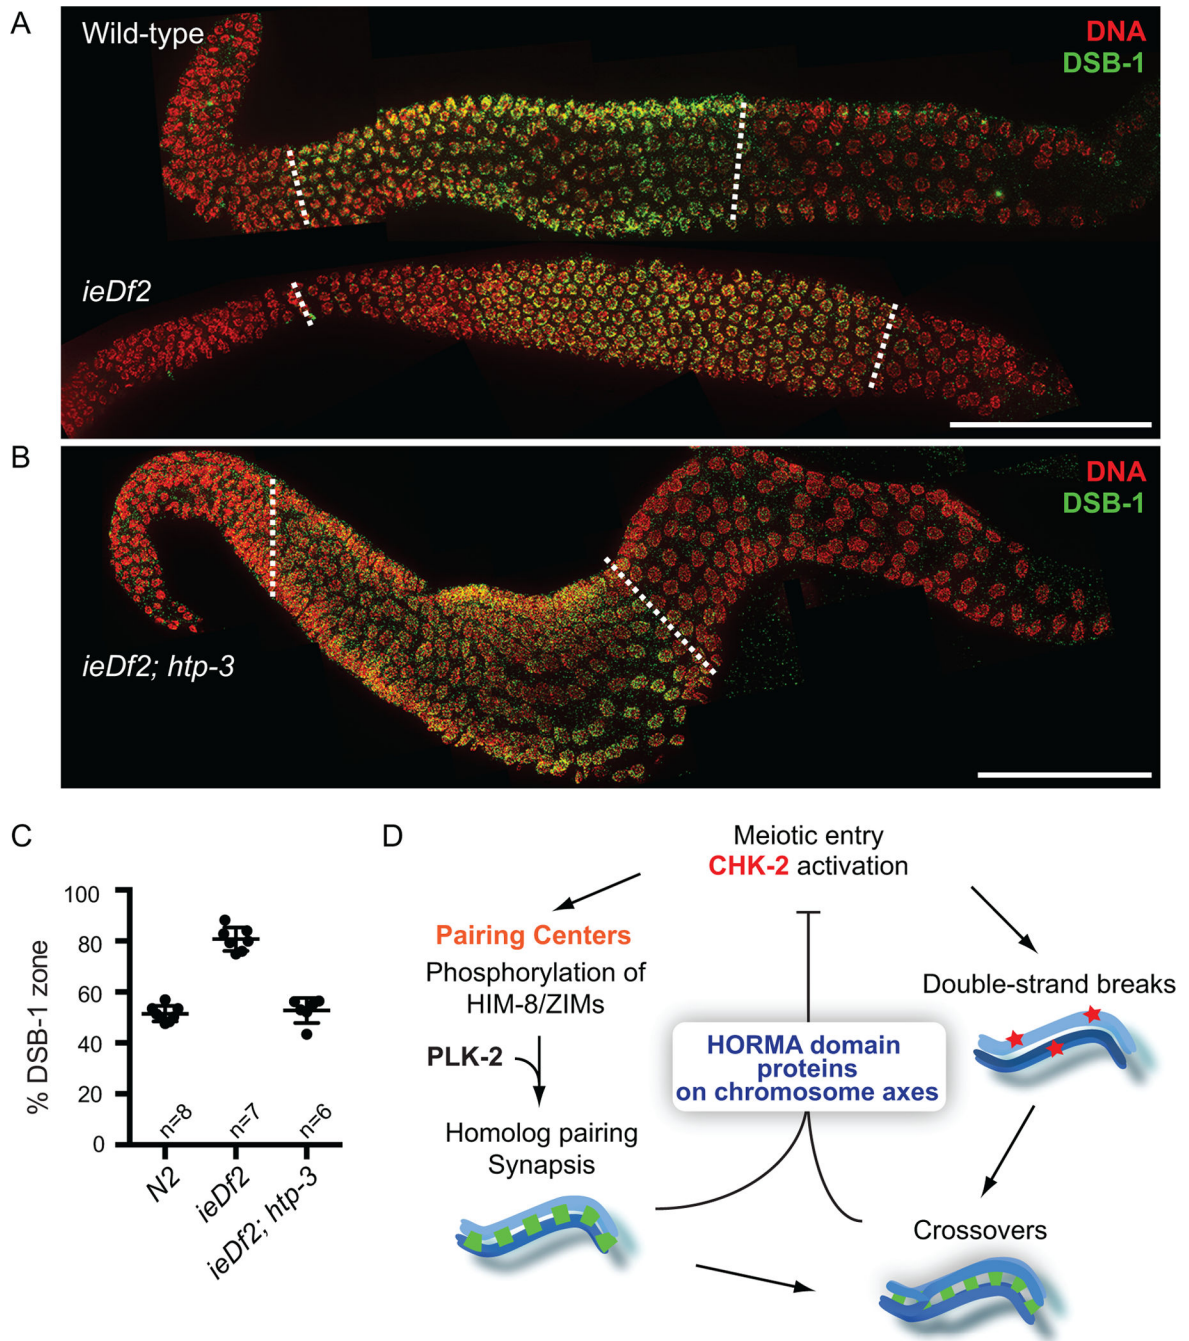 A
Wild-type
DNA
DSB-1
ieDf2
B
DNA
DSB-1
ieDf2; htp-3
C
% DSB-1 zone
100
80
60
40
20
0
n=8
n=7
n=6
N2
ieDf2
ieDf2; htp-3
D
Meiotic entry
CHK-2 activation
Pairing Centers
Phosphorylation of
HIM-8/ZIMs
PLK-2
Homolog pairing
Synapsis
HORMA domain
proteins
on chromosome axes
Double-strand breaks
Crossovers